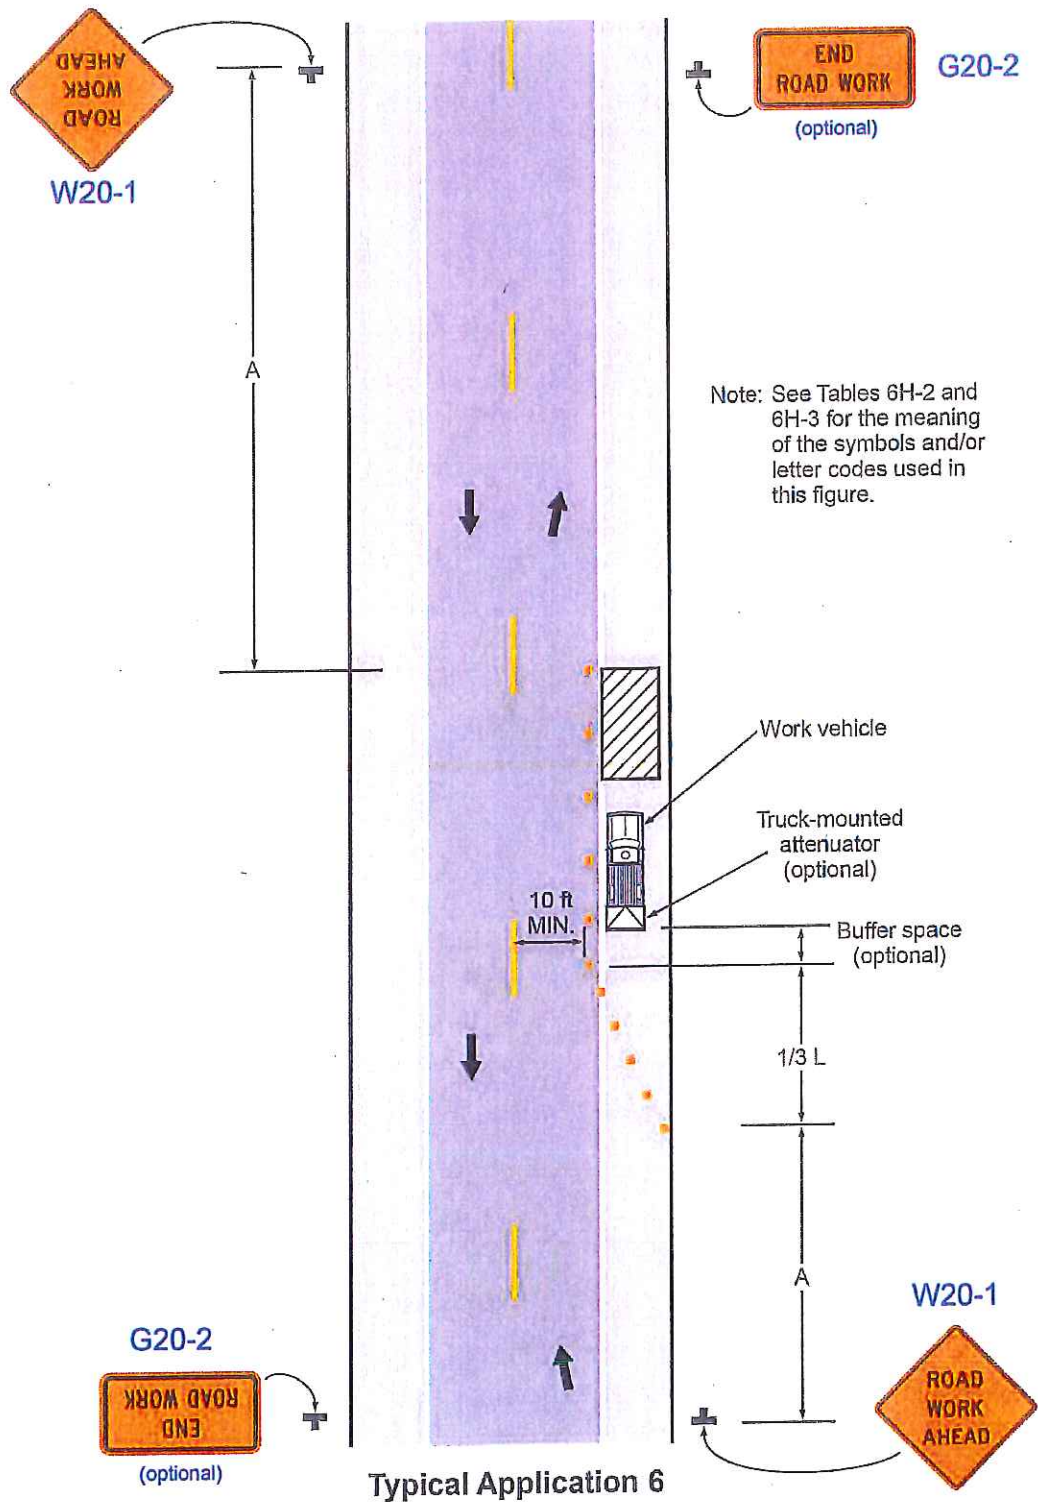 ROAD
WORK
AHEAD
W20-1
END
ROAD WORK
G20-2
(optional)
A
Note: See Tables 6H-2 and
6H-3 for the meaning
of the symbols and/or
letter codes used in
this figure.
Work vehicle
Truck-mounted
attenuator
(optional)
10 ft
MIN.
Buffer space
(optional)
1/3 L
A
W20-1
ROAD
WORK
AHEAD
G20-2
END
ROAD WORK
(optional)
Typical Application 6